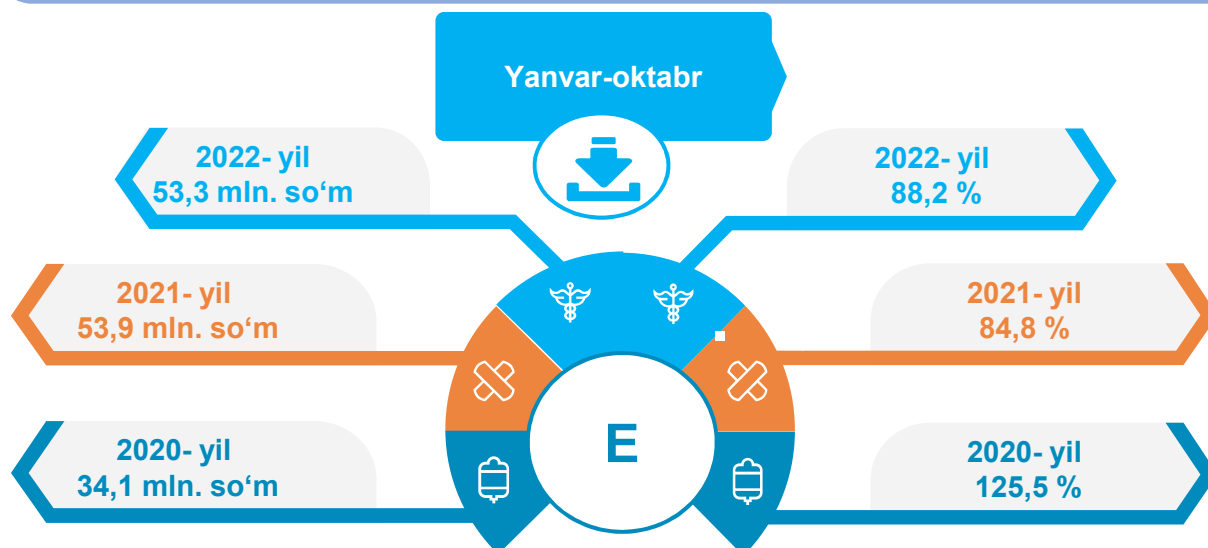 Yanvar-oktabr
2022- yil
53,3 mln. so‘m
2022- yil
88,2 %
2021- yil
53,9 mln. so‘m
2021- yil
84,8 %
2020- yil
34,1 mln. so‘m
2020- yil
125,5 %
E